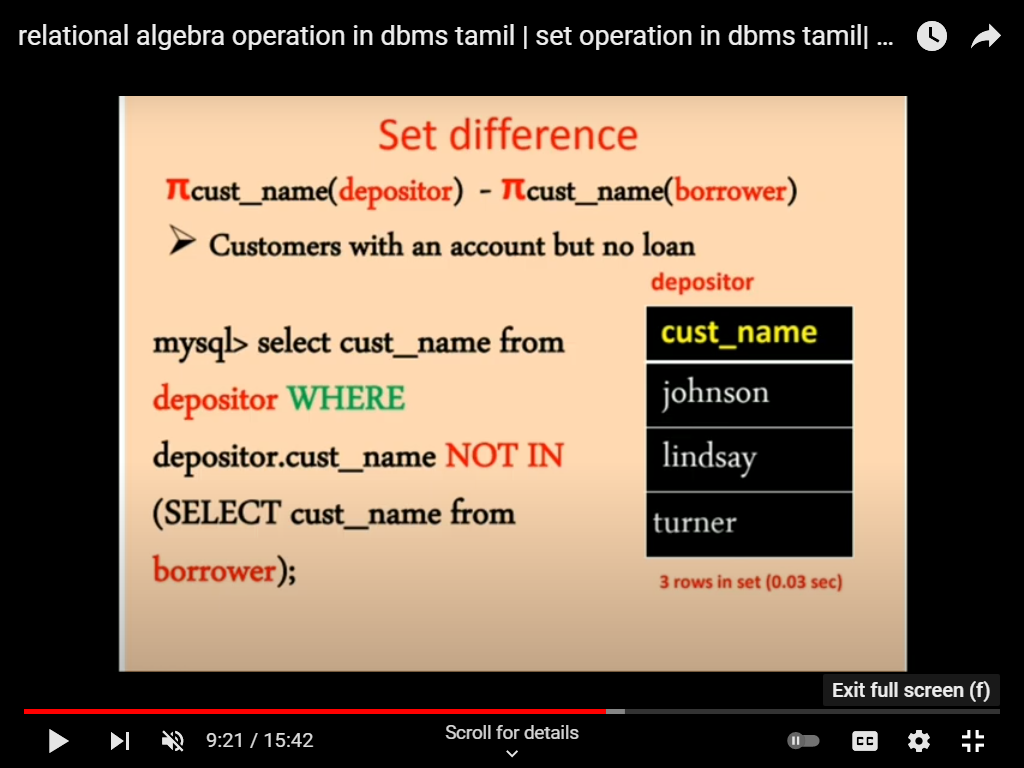 relational algebra operation in dbms tamil | set operation in dbms tamil| ...
Set difference
πcust_name(depositor) - πcust_name(borrower)
➢ Customers with an account but no loan
depositor
cust_name
johnson
lindsay
turner
3 rows in set (0.03 sec)
mysql> select cust_name from
depositor WHERE
depositor.cust_name NOT IN
(SELECT cust_name from
borrower);
Exit full screen (f)
9:21 / 15:42
Scroll for details
CC